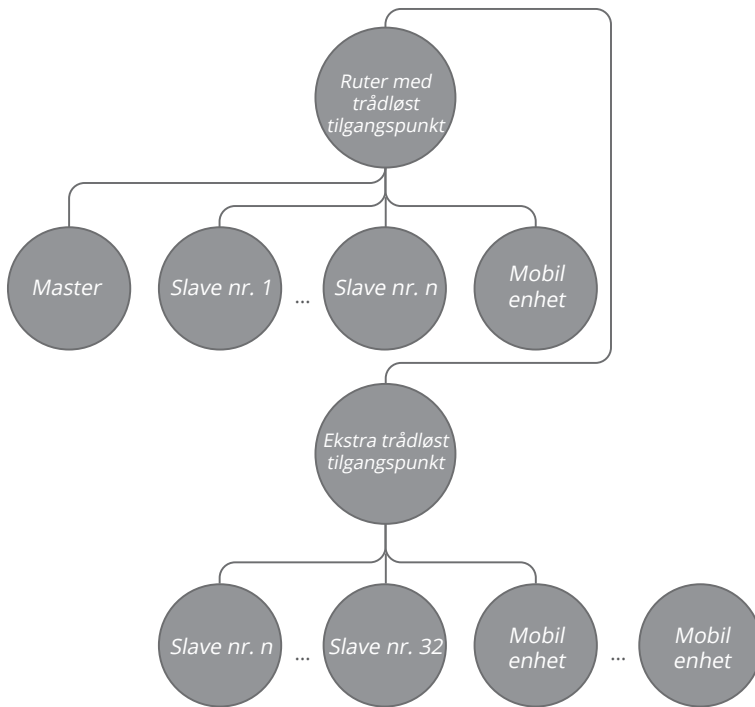 Ruter med
trådløst
tilgangspunkt
Master
Slave nr. 1
...
Slave nr. n
Mobil
enhet
Ekstra trådløst
tilgangspunkt
Slave nr. n
...
Slave nr. 32
Mobil
enhet
...
Mobil
enhet